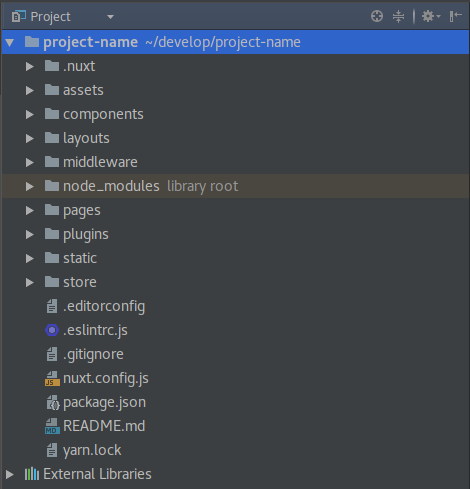 Project
project-name ~/develop/project-name
.nuxt
assets
components
layouts
middleware
node_modules library root
pages
plugins
static
store
.editorconfig
.eslintrc.js
.gitignore
nuxt.config.js
package.json
README.md
yarn.lock
External Libraries